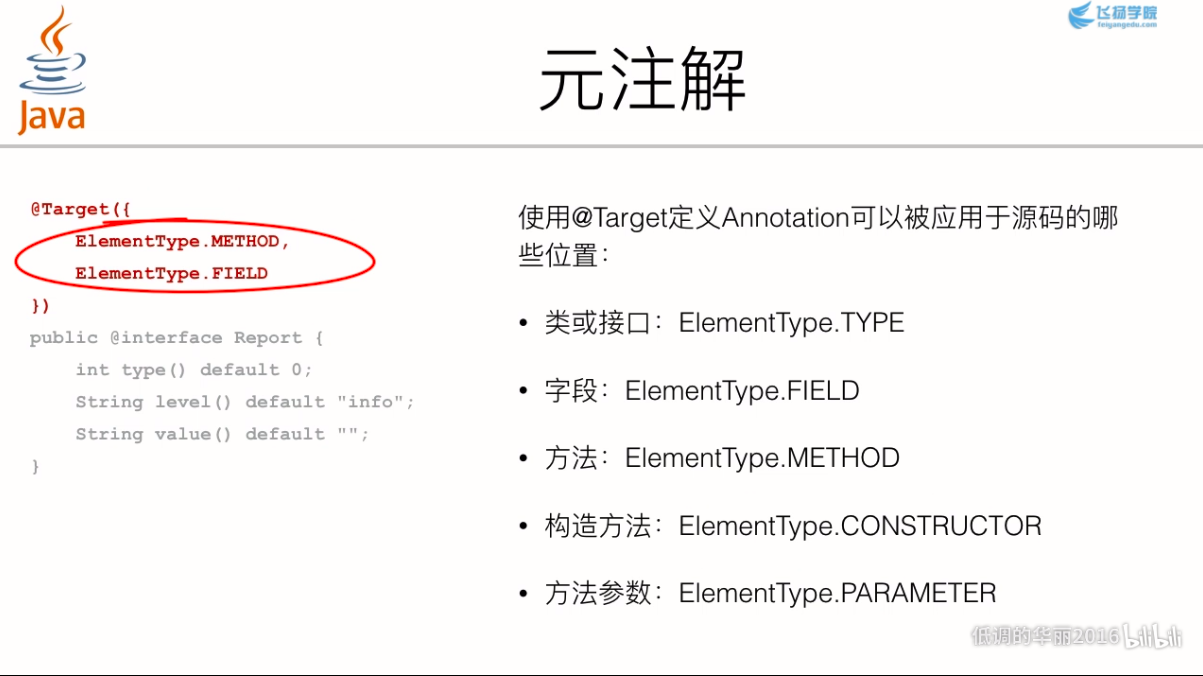 飞扬学院
feiyangedu.com
Java
元注解
@Target({
ElementType.METHOD,
ElementType.FIELD
})
public @interface Report {
int type() default 0;
String level() default "info";
String value() default "";
}
使用@Target定义Annotation可以被应用于源码的哪
些位置：
• 类或接口：ElementType.TYPE
• 字段：ElementType.FIELD
• 方法：ElementType.METHOD
• 构造方法：ElementType.CONSTRUCTOR
• 方法参数：ElementType.PARAMETER
低调的华丽2016 bilibili